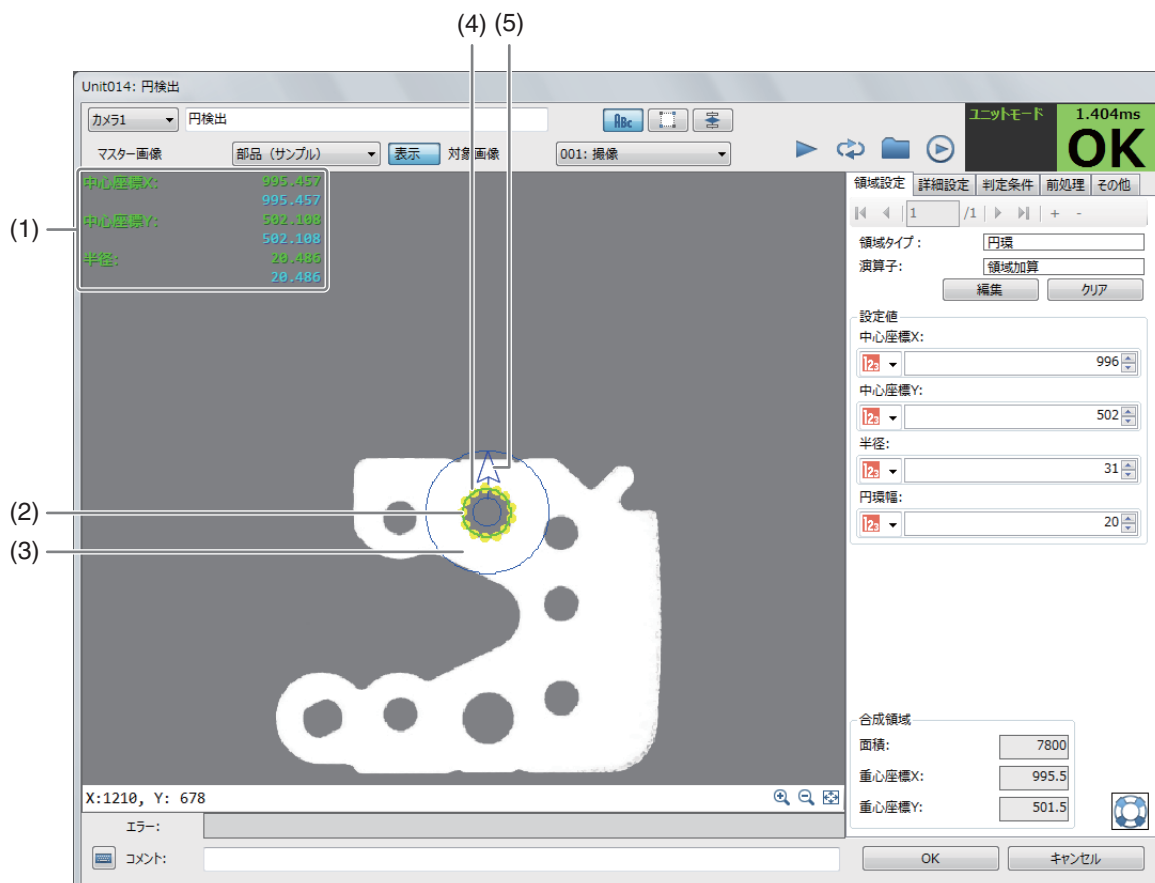 (4) (5)
Unit014: 円検出
カメラ1 円検出 ABC
ユニットモード 1.404ms
OK
マスター画像 部品（サンプル） 表示 対象画像 001: 撮像
(1)
中心座標X: 995.457
995.457
中心座標Y: 502.108
502.108
半径: 20.486
20.486
領域設定 詳細設定 判定条件 前処理 その他
1 /1 + -
領域タイプ： 円環
演算子: 領域加算
編集 クリア
設定値
中心座標X:
123 996
中心座標Y:
123 502
半径:
123 31
円環幅:
123 20
(2)
(3)
合成領域
面積: 7800
重心座標X: 995.5
重心座標Y: 501.5
X:1210, Y: 678
エラー:
コメント:
OK キャンセル